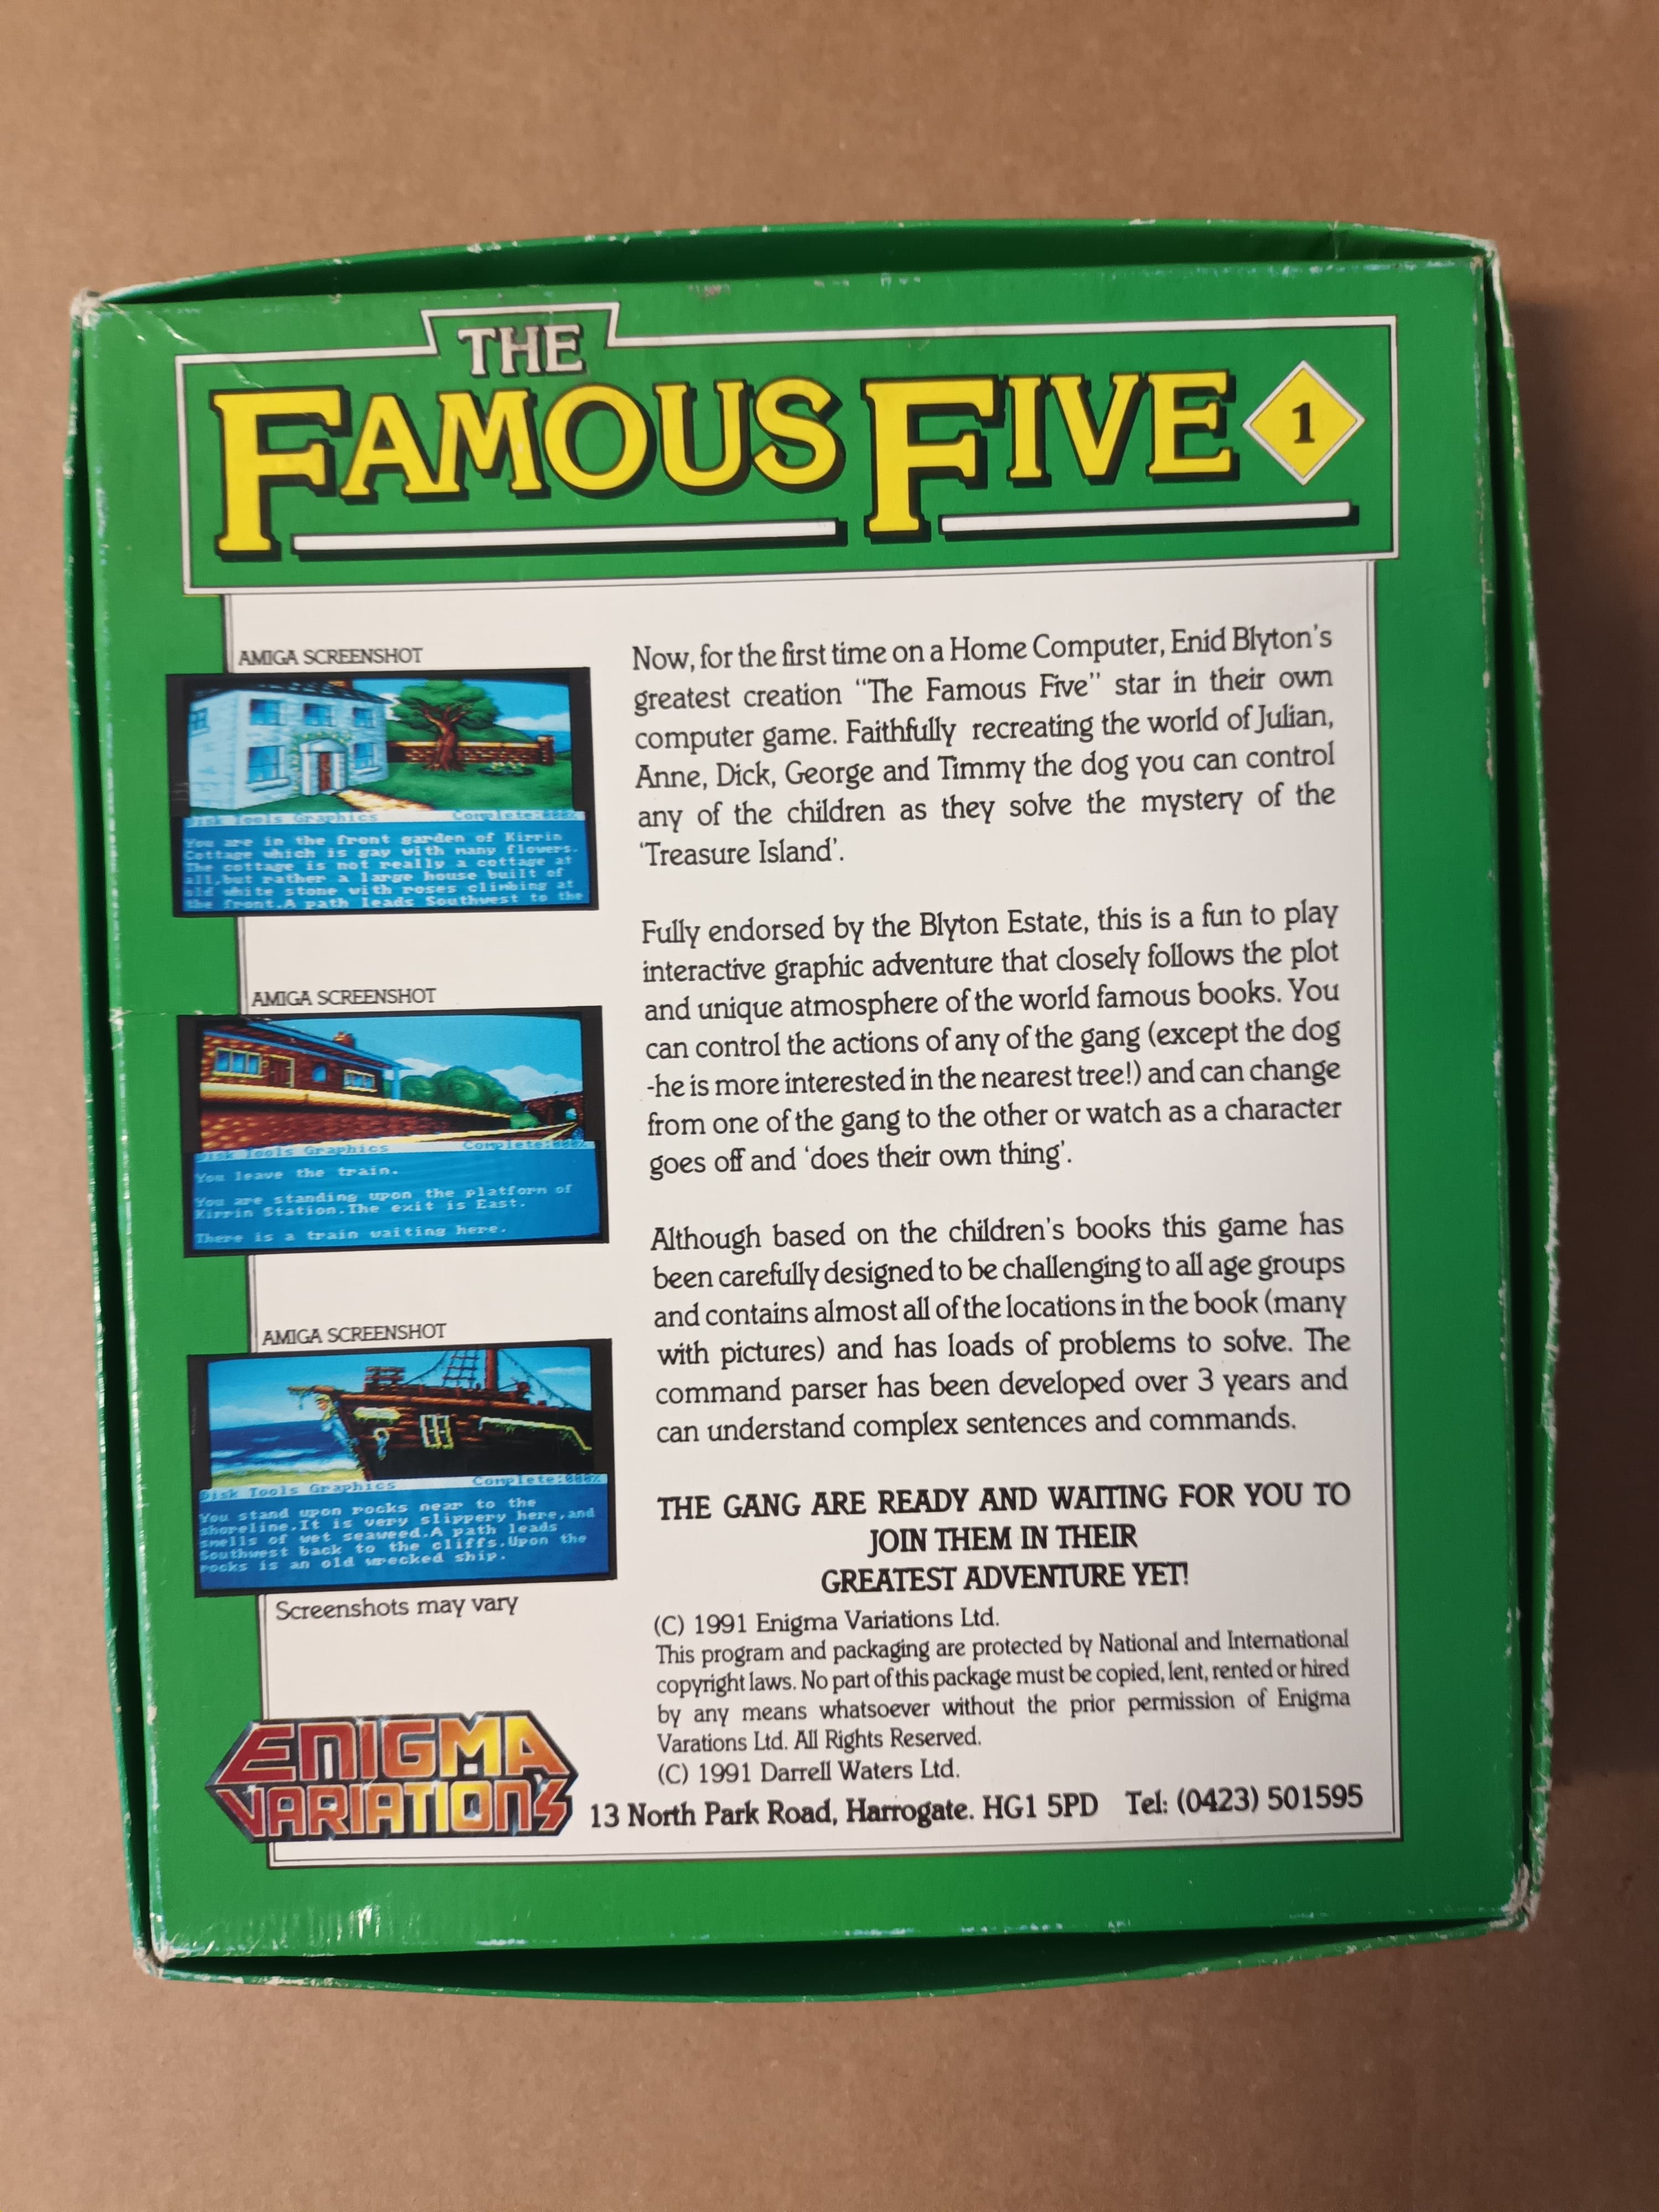 THE
FAMOUS FIVE 1
AMIGA SCREENSHOT
Disk Tools Graphics Complete:000%
You are in the front garden of Kirrin
Cottage which is gay with many flowers.
The cottage is not really a cottage at
all,but rather a large house built of
old white stone with roses climbing at
the front.A path leads Southwest to the
AMIGA SCREENSHOT
Disk Tools Graphics Complete:000%
You leave the train.
You are standing upon the platform of
Kirrin Station.The exit is East.
There is a train waiting here.
AMIGA SCREENSHOT
Disk Tools Graphics Complete:000%
You stand upon rocks near to the
shoreline.It is very slippery here,and
smells of wet seaweed.A path leads
Southwest back to the cliffs.Upon the
rocks is an old wrecked ship.
Screenshots may vary
Now, for the first time on a Home Computer, Enid Blyton's
greatest creation "The Famous Five" star in their own
computer game. Faithfully recreating the world of Julian,
Anne, Dick, George and Timmy the dog you can control
any of the children as they solve the mystery of the
'Treasure Island'.
Fully endorsed by the Blyton Estate, this is a fun to play
interactive graphic adventure that closely follows the plot
and unique atmosphere of the world famous books. You
can control the actions of any of the gang (except the dog
-he is more interested in the nearest tree!) and can change
from one of the gang to the other or watch as a character
goes off and 'does their own thing'.
Although based on the children's books this game has
been carefully designed to be challenging to all age groups
and contains almost all of the locations in the book (many
with pictures) and has loads of problems to solve. The
command parser has been developed over 3 years and
can understand complex sentences and commands.
THE GANG ARE READY AND WAITING FOR YOU TO
JOIN THEM IN THEIR
GREATEST ADVENTURE YET!
(C) 1991 Enigma Variations Ltd.
This program and packaging are protected by National and International
copyright laws. No part of this package must be copied, lent, rented or hired
by any means whatsoever without the prior permission of Enigma
Varations Ltd. All Rights Reserved.
(C) 1991 Darrell Waters Ltd.
ENIGMA
VARIATIONS
13 North Park Road, Harrogate. HG1 5PD Tel: (0423) 501595